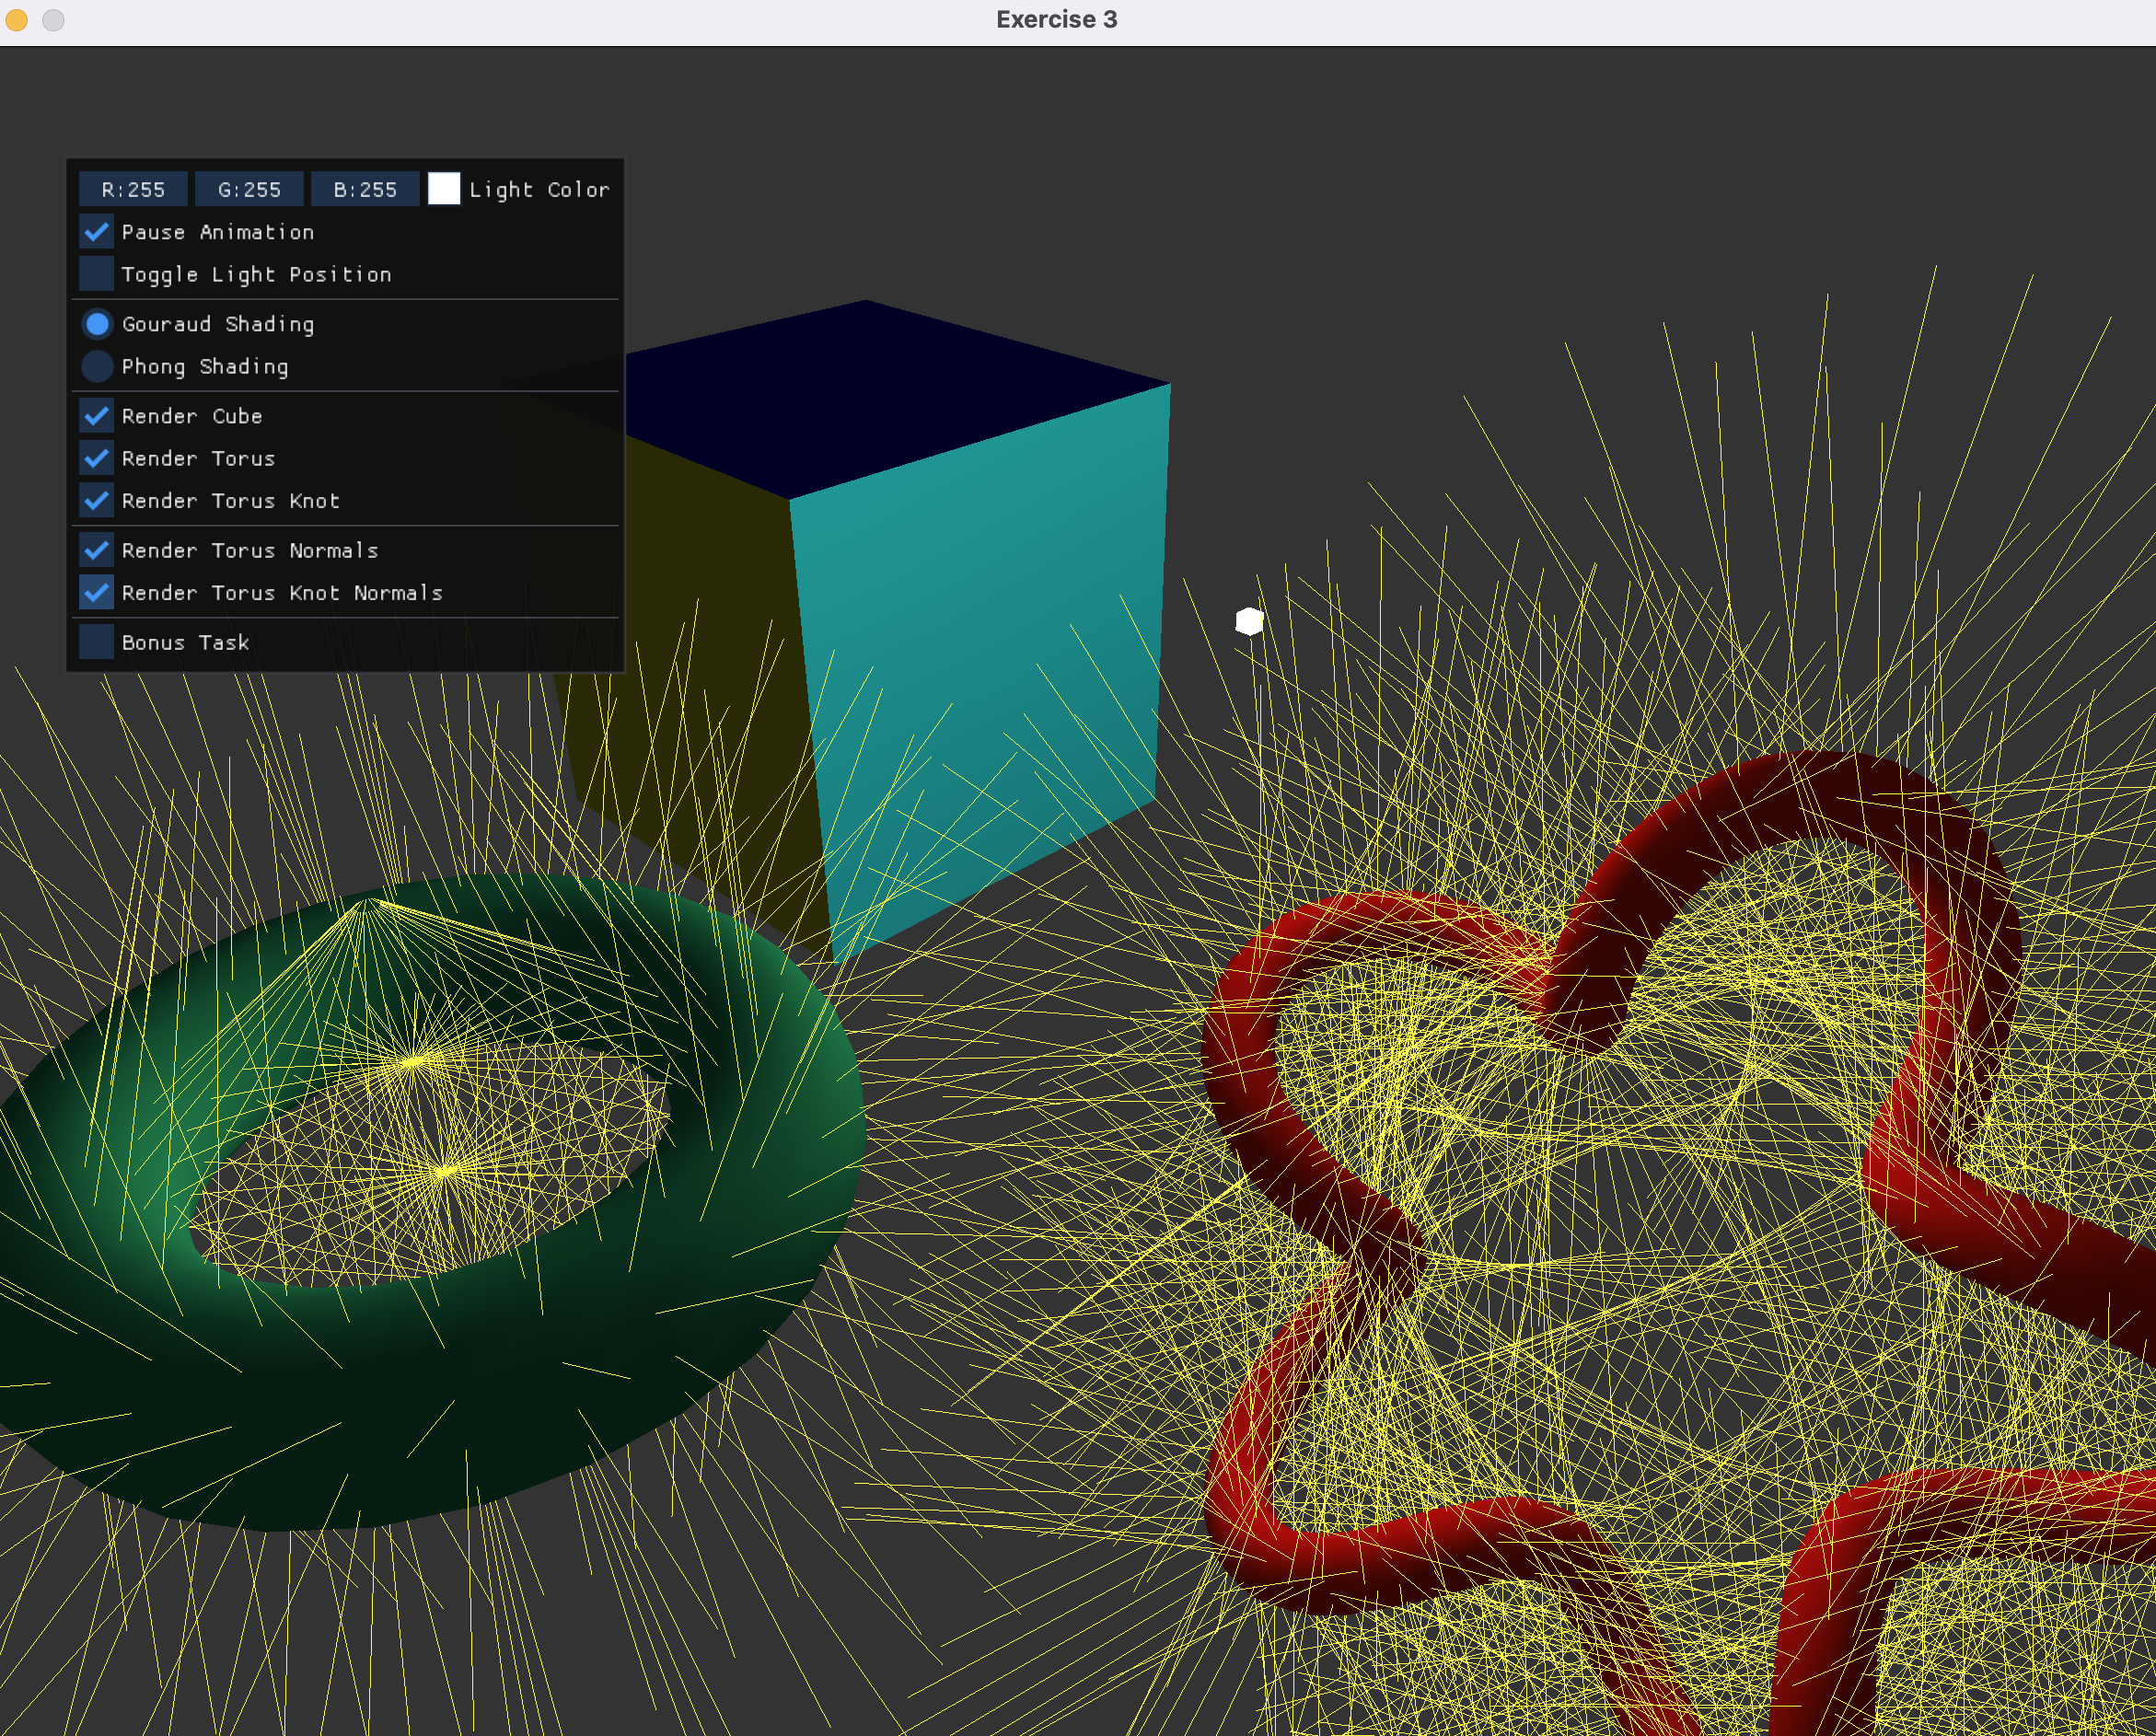 Exercise 3
R:255 G:255 B:255 Light Color
Pause Animation
Toggle Light Position
Gouraud Shading
Phong Shading
Render Cube
Render Torus
Render Torus Knot
Render Torus Normals
Render Torus Knot Normals
Bonus Task